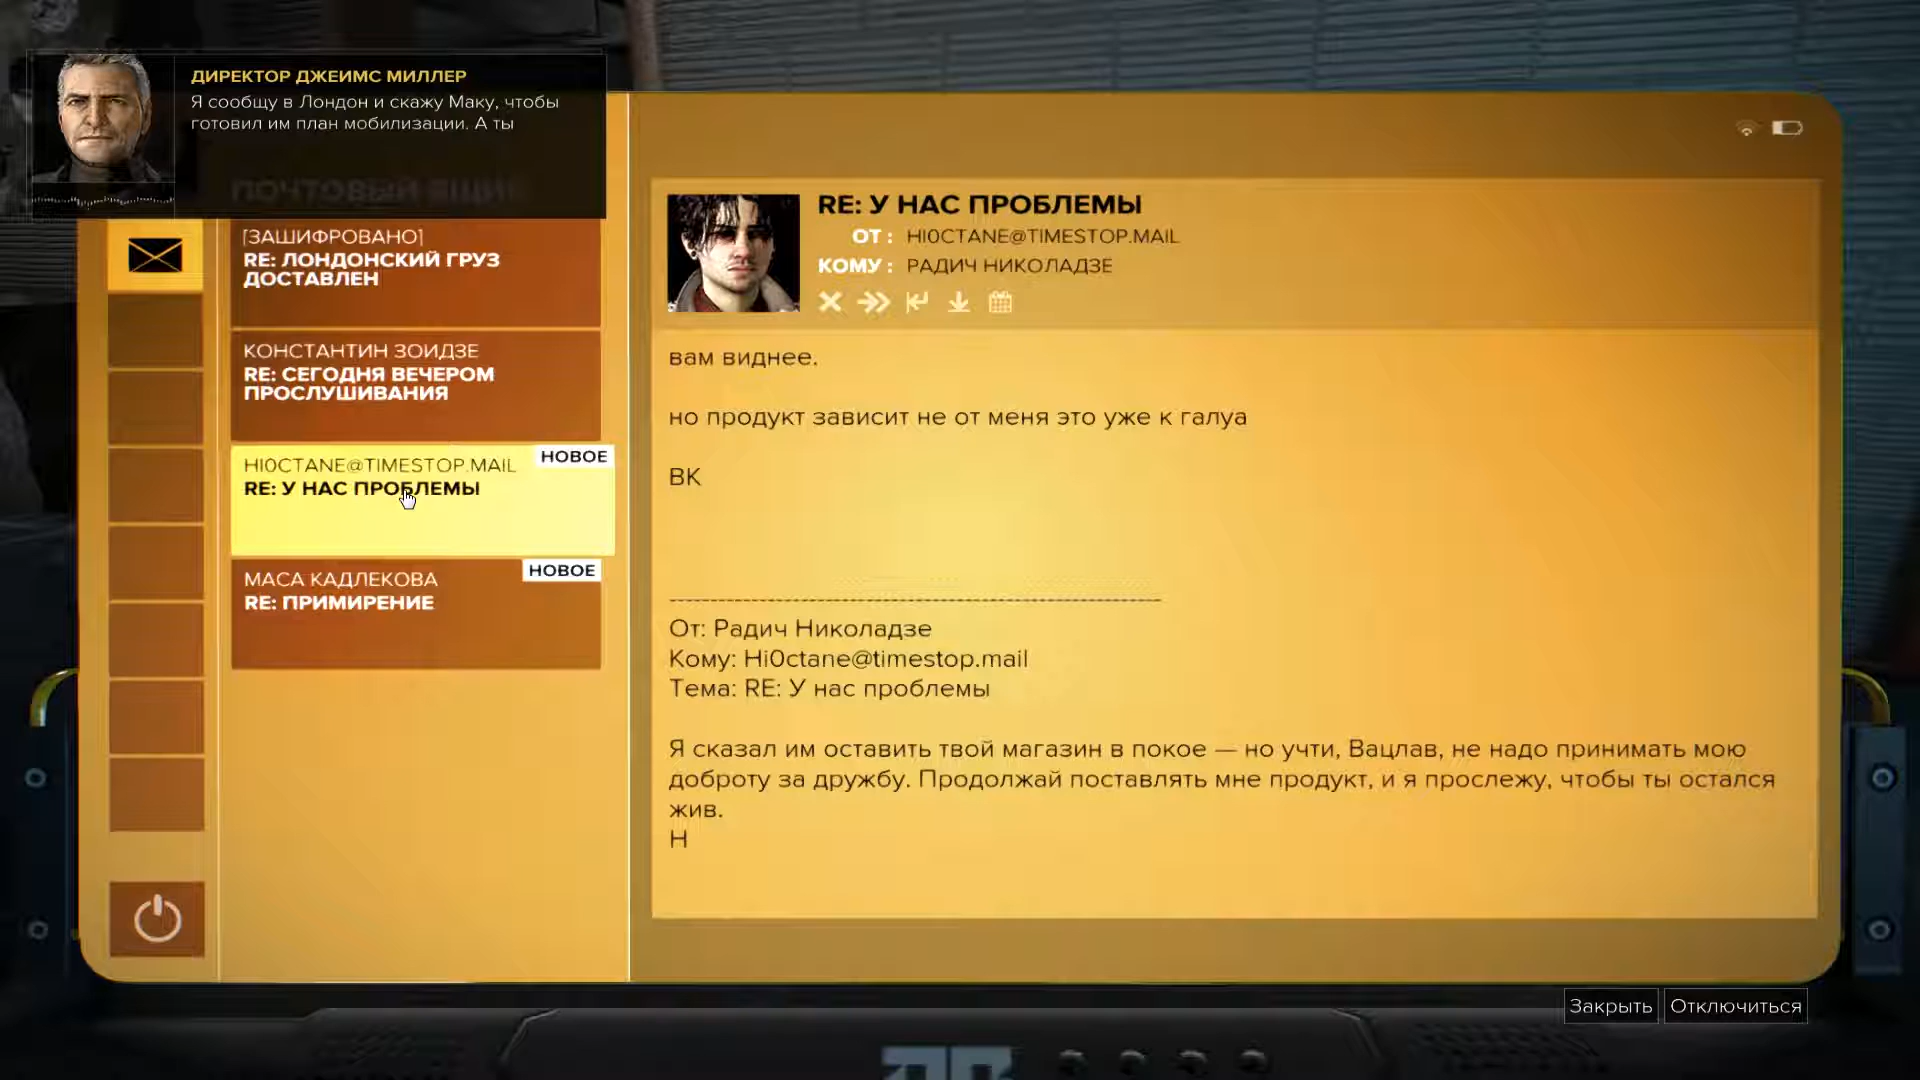 ДИРЕКТОР ДЖЕИМС МИЛЛЕР
Я сообщу в Лондон и скажу Маку, чтобы
готовил им план мобилизации. А ты
ПОЧТОВЫЙ ЯЩИК
[ЗАШИФРОВАНО]
RE: ЛОНДОНСКИЙ ГРУЗ
ДОСТАВЛЕН
КОНСТАНТИН ЗОИДЗЕ
RE: СЕГОДНЯ ВЕЧЕРОМ
ПРОСЛУШИВАНИЯ
НОВОЕ
HI0CTANE@TIMESTOP.MAIL
RE: У НАС ПРОБЛЕМЫ
НОВОЕ
МАСА КАДЛЕКОВА
RE: ПРИМИРЕНИЕ
RE: У НАС ПРОБЛЕМЫ
ОТ : HI0CTANE@TIMESTOP.MAIL
КОМУ : РАДИЧ НИКОЛАДЗЕ
вам виднее.
но продукт зависит не от меня это уже к галуа
ВК
От: Радич Николадзе
Кому: Hi0ctane@timestop.mail
Тема: RE: У нас проблемы
Я сказал им оставить твой магазин в покое — но учти, Вацлав, не надо принимать мою
доброту за дружбу. Продолжай поставлять мне продукт, и я прослежу, чтобы ты остался
жив.
Н
Закрыть
Отключиться